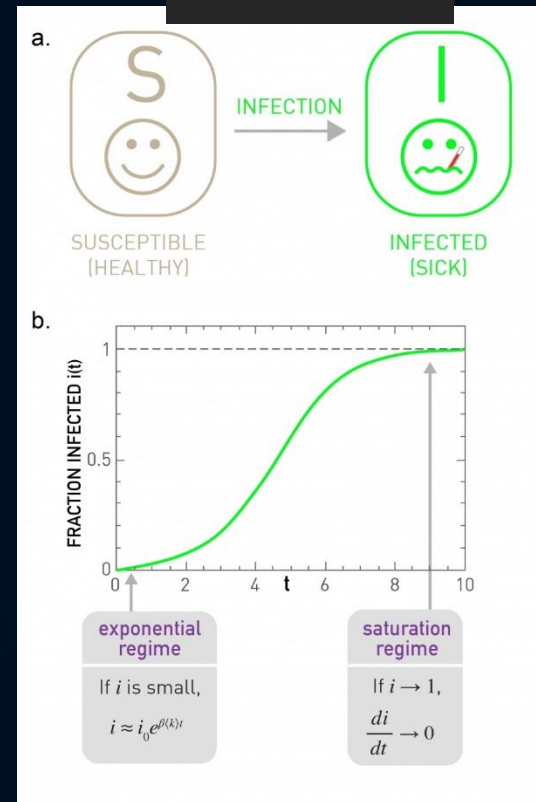 a.
S
I
INFECTION
SUSCEPTIBLE
(HEALTHY)
INFECTED
(SICK)
b.
FRACTION INFECTED i(t)
1
0.5
0
0 2 4 t 6 8 10
exponential
regime
If i is small,
i ≈ i₀e^{β⟨k⟩t}
saturation
regime
If i → 1,
di/dt → 0